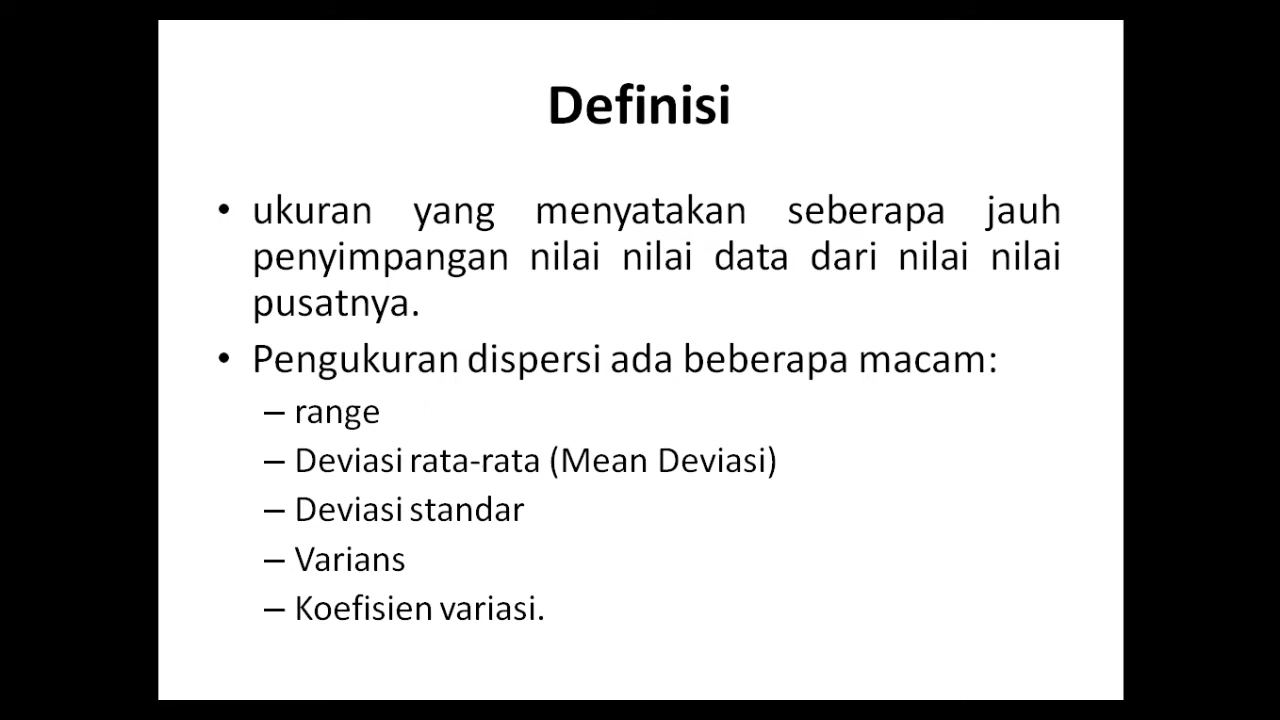 Definisi
• ukuran yang menyatakan seberapa jauh
penyimpangan nilai nilai data dari nilai nilai
pusatnya.
• Pengukuran dispersi ada beberapa macam:
– range
– Deviasi rata-rata (Mean Deviasi)
– Deviasi standar
– Varians
– Koefisien variasi.